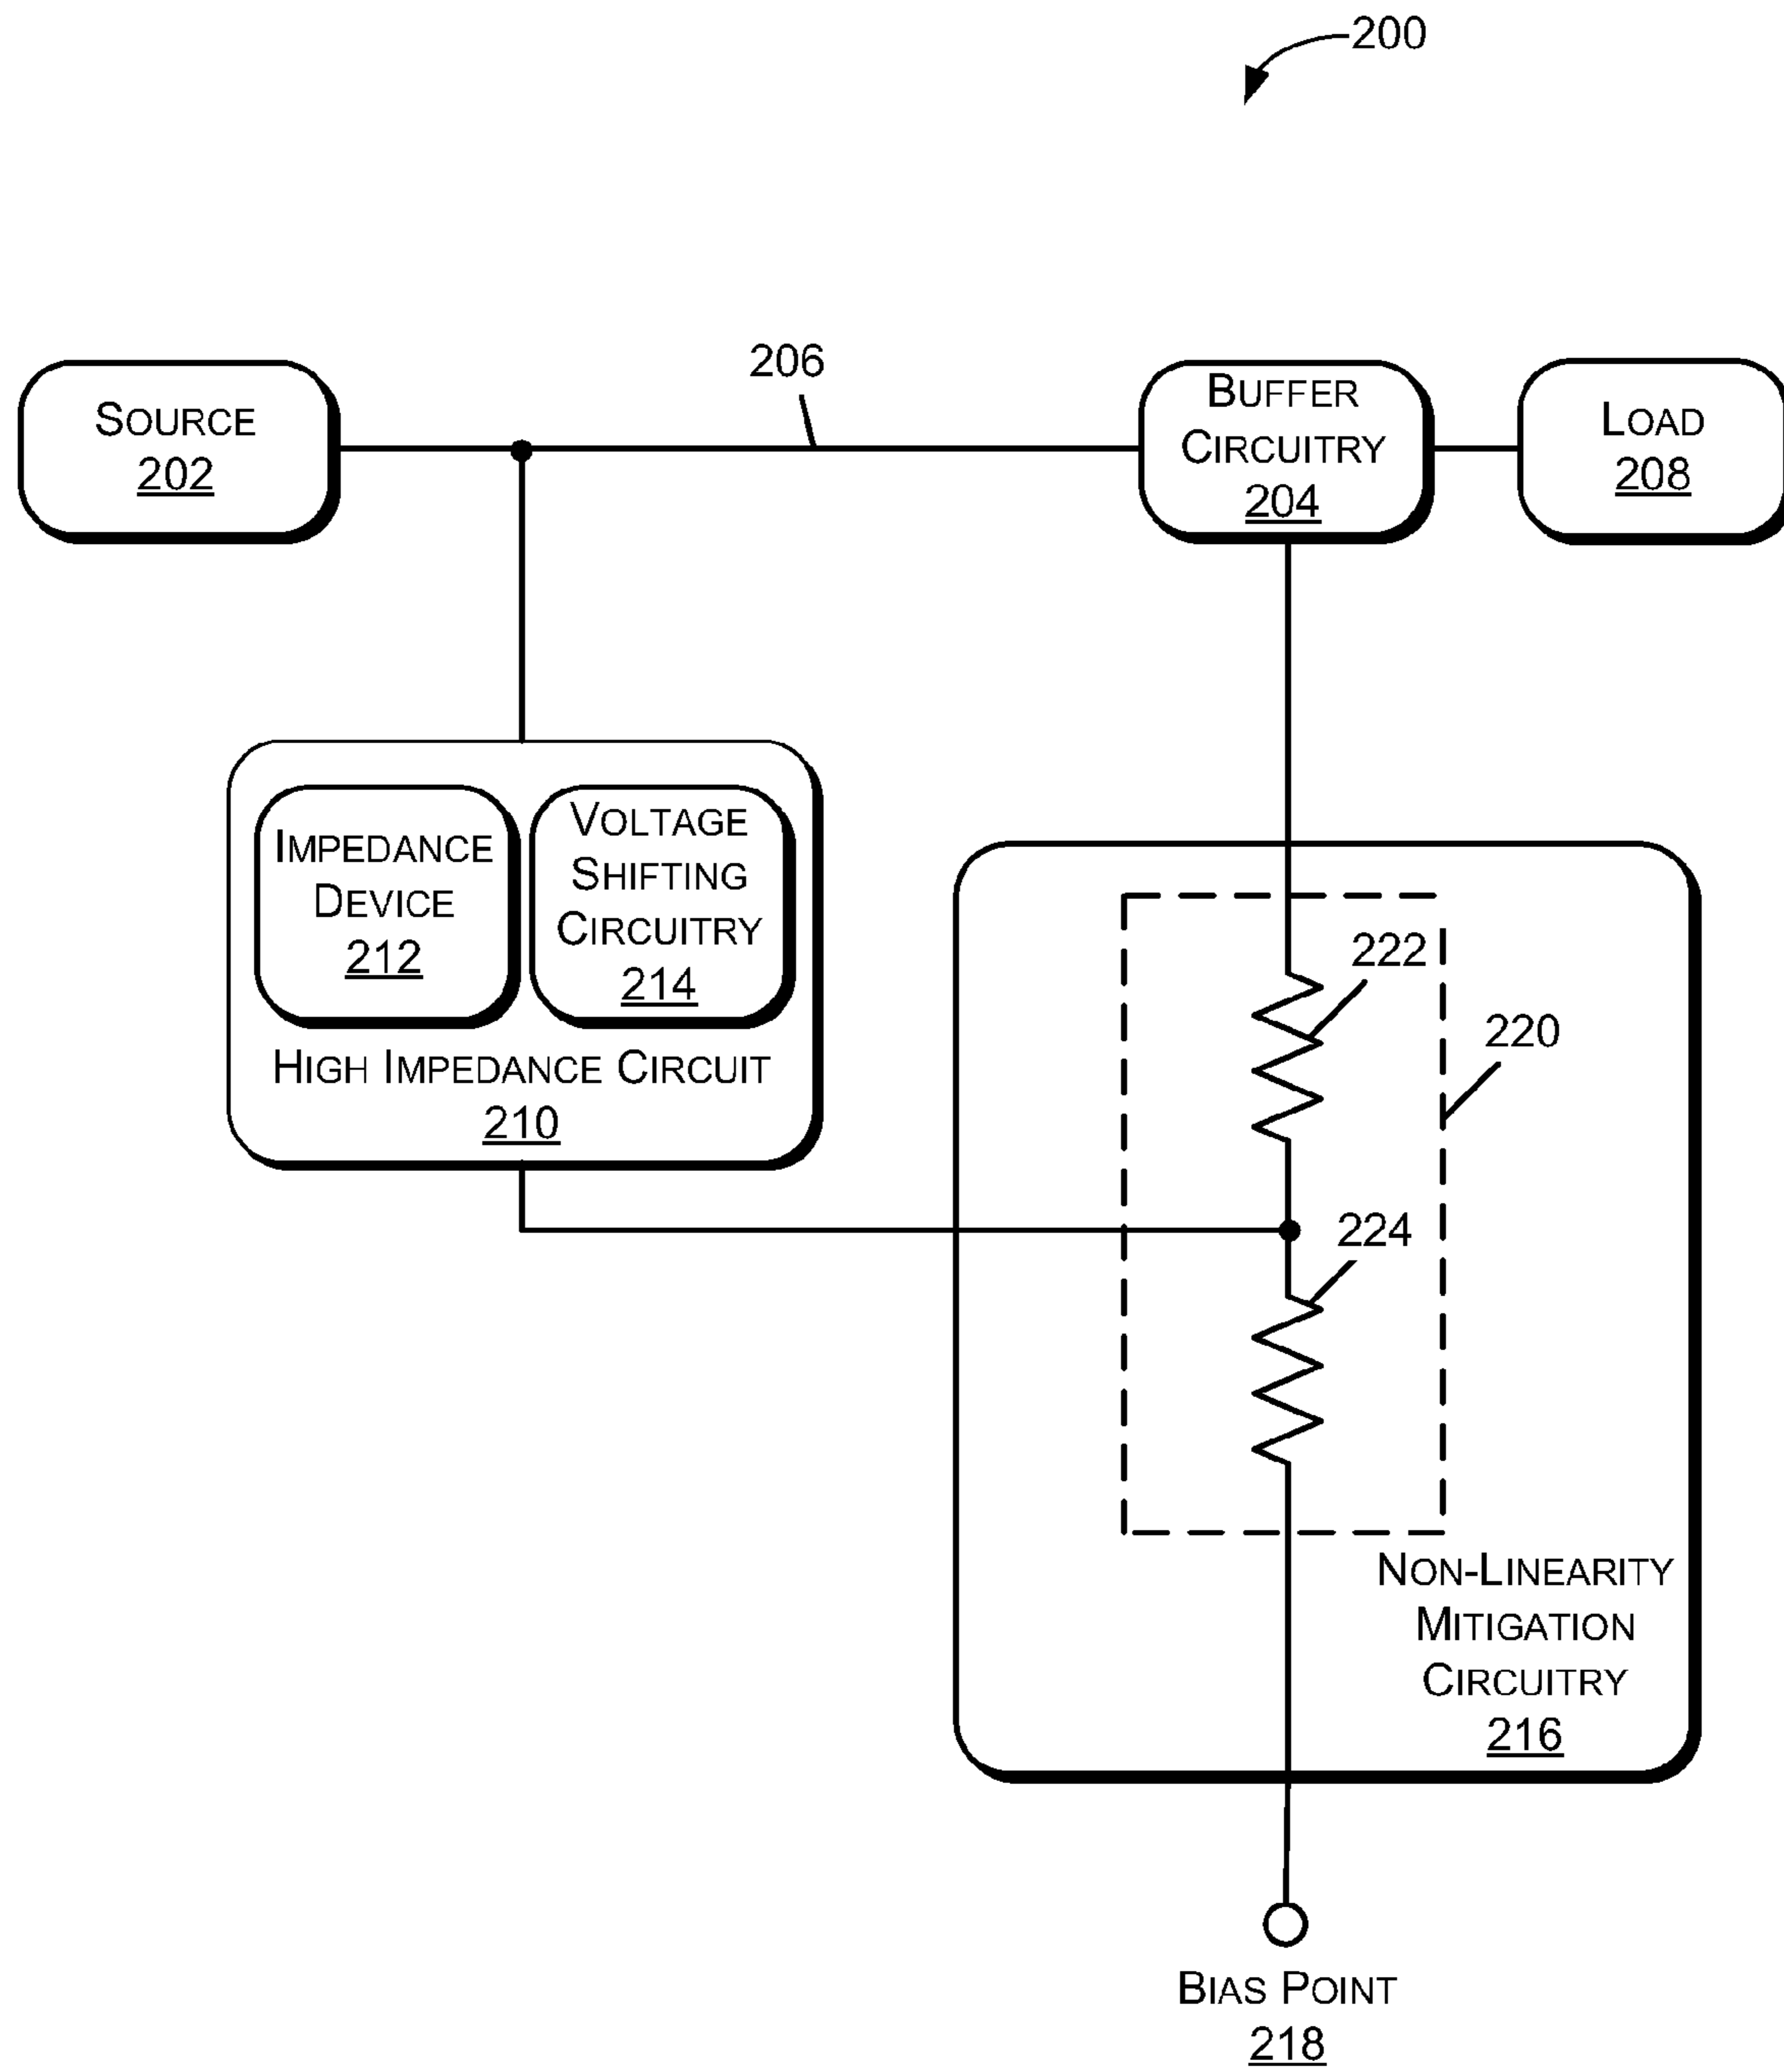 200
206
SOURCE
202
BUFFER
CIRCUITRY
204
LOAD
208
IMPEDANCE
DEVICE
212
VOLTAGE
SHIFTING
CIRCUITRY
214
HIGH IMPEDANCE CIRCUIT
210
222
220
224
NON-LINEARITY
MITIGATION
CIRCUITRY
216
BIAS POINT
218